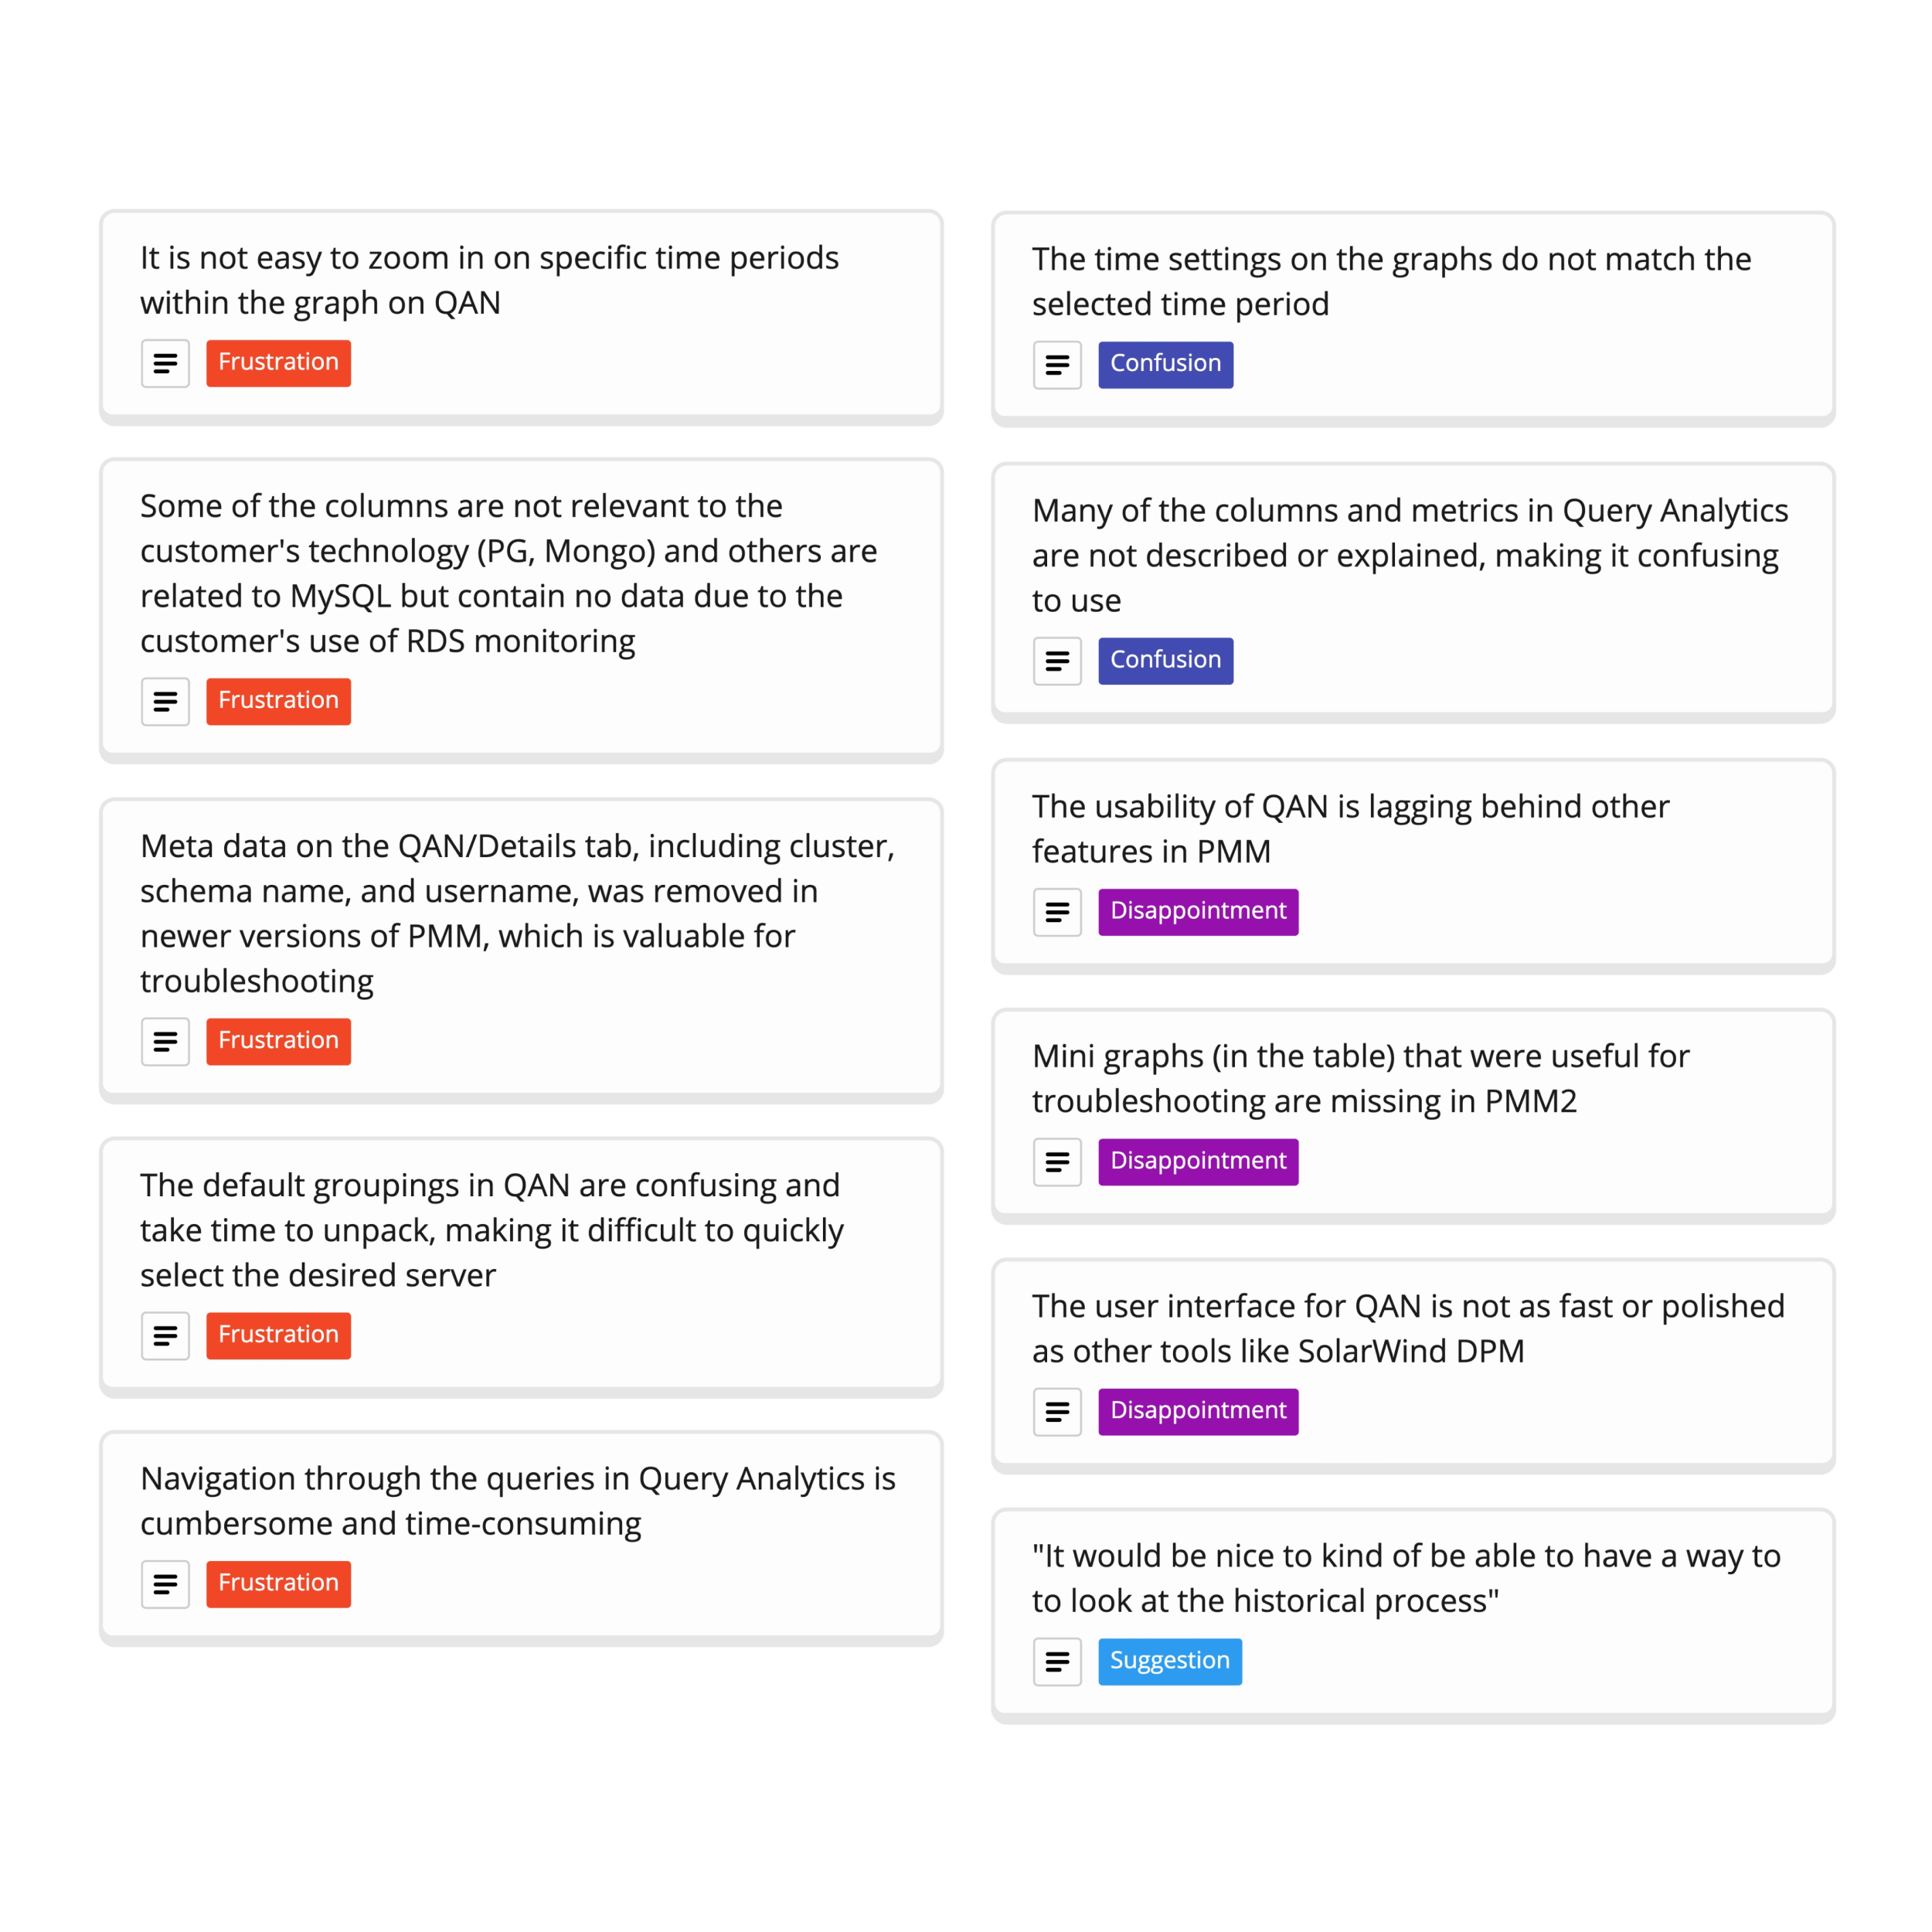 It is not easy to zoom in on specific time periods
within the graph on QAN
Frustration
Some of the columns are not relevant to the
customer's technology (PG, Mongo) and others are
related to MySQL but contain no data due to the
customer's use of RDS monitoring
Frustration
Meta data on the QAN/Details tab, including cluster,
schema name, and username, was removed in
newer versions of PMM, which is valuable for
troubleshooting
Frustration
The default groupings in QAN are confusing and
take time to unpack, making it difficult to quickly
select the desired server
Frustration
Navigation through the queries in Query Analytics is
cumbersome and time-consuming
Frustration
The time settings on the graphs do not match the
selected time period
Confusion
Many of the columns and metrics in Query Analytics
are not described or explained, making it confusing
to use
Confusion
The usability of QAN is lagging behind other
features in PMM
Disappointment
Mini graphs (in the table) that were useful for
troubleshooting are missing in PMM2
Disappointment
The user interface for QAN is not as fast or polished
as other tools like SolarWind DPM
Disappointment
"It would be nice to kind of be able to have a way to
to look at the historical process"
Suggestion